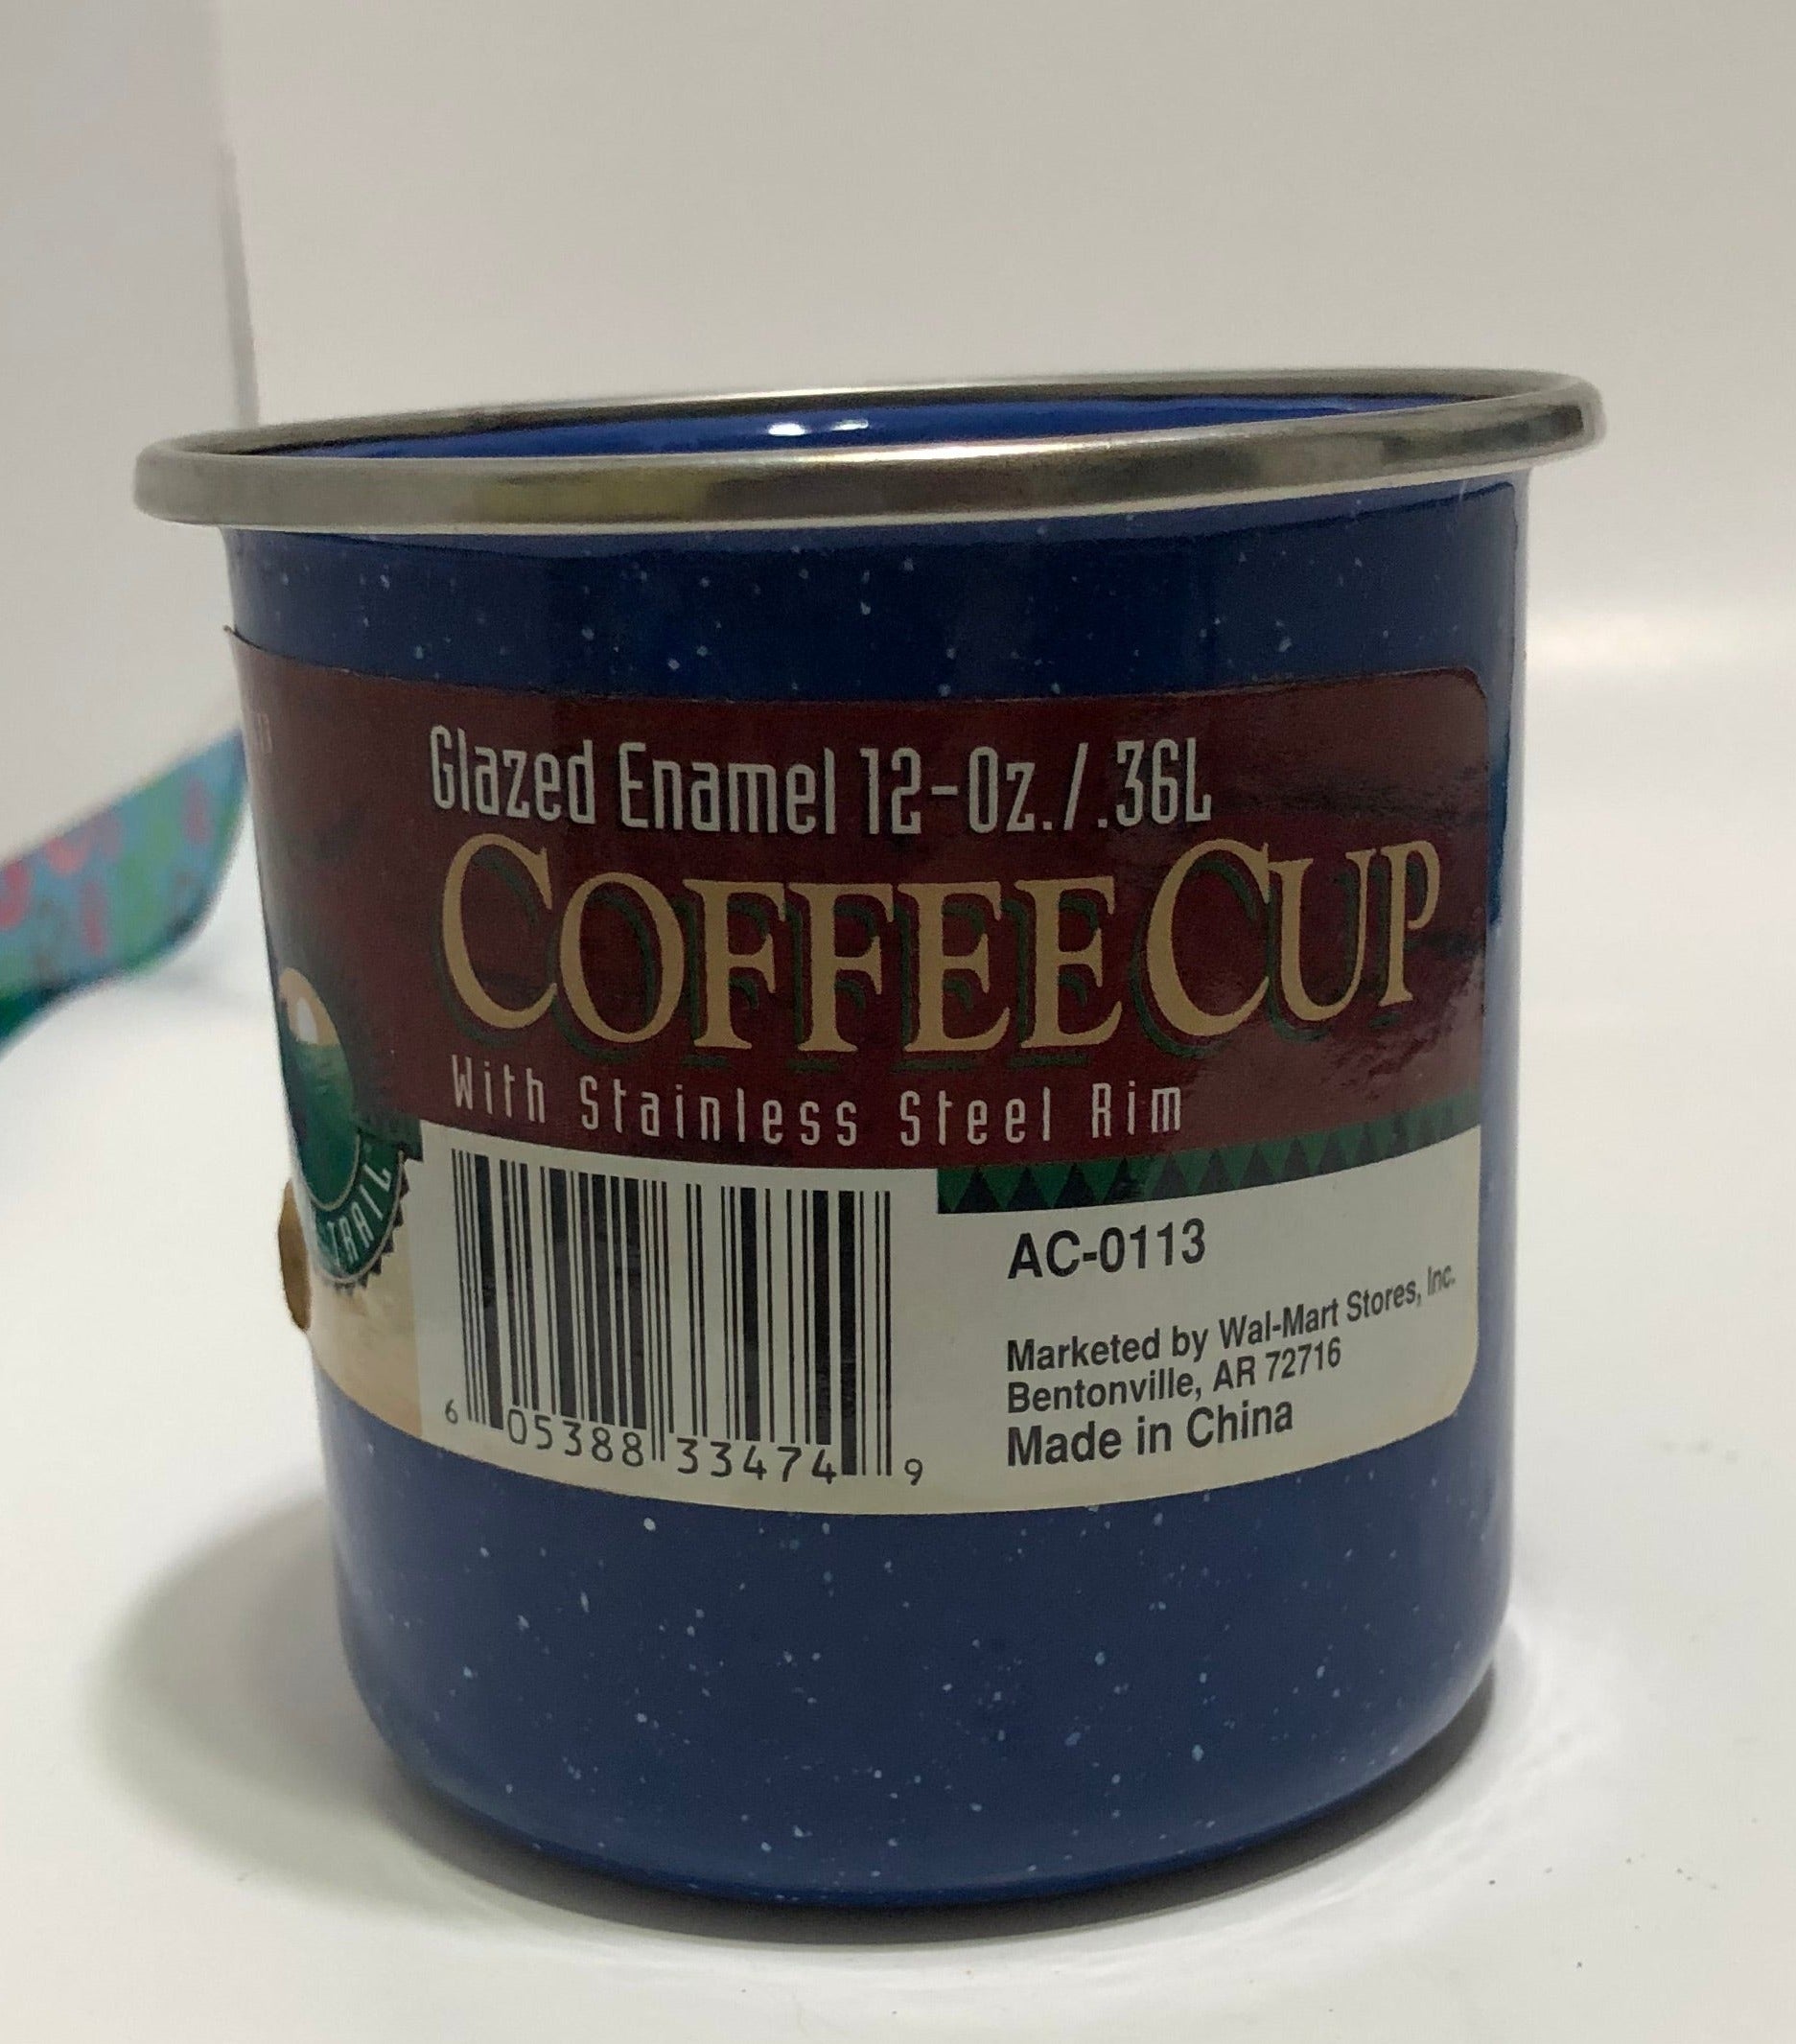 Glazed Enamel 12-Oz./.36L
COFFEE CUP
With Stainless Steel Rim
TRAIL
AC-0113
Marketed by Wal-Mart Stores, Inc.
Bentonville, AR 72716
Made in China
6 05388 33474 9